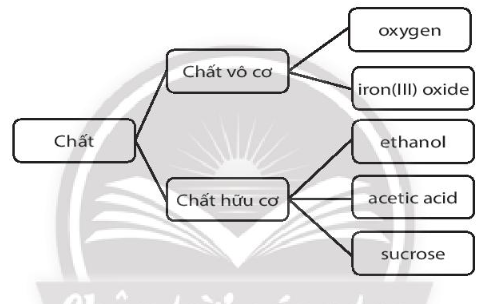 Chất
Chất vô cơ
oxygen
iron(III) oxide
Chất hữu cơ
ethanol
acetic acid
sucrose